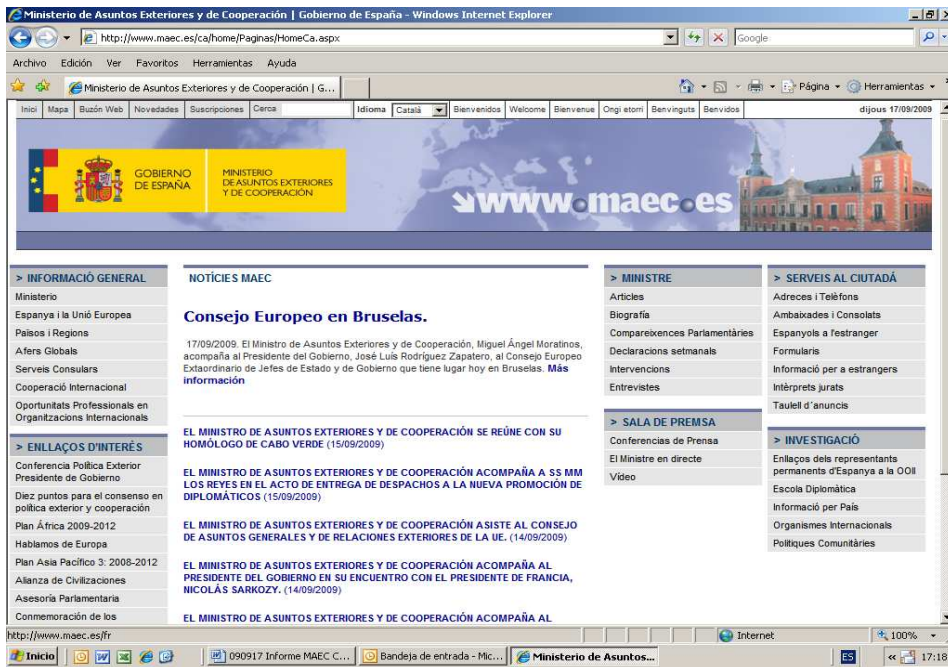 Ministerio de Asuntos Exteriores y de Cooperación | Gobierno de España - Windows Internet Explorer
http://www.maec.es/ca/home/Paginas/HomeCa.aspx
Google
Archivo Edición Ver Favoritos Herramientas Ayuda
Ministerio de Asuntos Exteriores y de Cooperación | G...
Página Herramientas
Inici Mapa Buzón Web Novedades Suscripciones Cerca Idioma Català Bienvenidos Welcome Bienvenue Ongi etorri Benvinguts Benvidos dijous 17/09/2009
GOBIERNO
DE ESPAÑA
MINISTERIO
DE ASUNTOS EXTERIORES
Y DE COOPERACIÓN
www.maec.es
> INFORMACIÓ GENERAL
Ministerio
Espanya i la Unió Europea
Països i Regions
Afers Globals
Serveis Consulars
Cooperació Internacional
Oportunitats Professionals en
Organitzacions Internacionals
> ENLLAÇOS D'INTERÈS
Conferencia Política Exterior
Presidente de Gobierno
Diez puntos para el consenso en
política exterior y cooperación
Plan África 2009-2012
Hablamos de Europa
Plan Asia Pacífico 3: 2008-2012
Alianza de Civilizaciones
Asesoría Parlamentaria
Conmemoración de los
NOTÍCIES MAEC
Consejo Europeo en Bruselas.
17/09/2009. El Ministro de Asuntos Exteriores y de Cooperación, Miguel Ángel Moratinos,
acompaña al Presidente del Gobierno, José Luís Rodríguez Zapatero, al Consejo Europeo
Extaordinario de Jefes de Estado y de Gobierno que tiene lugar hoy en Bruselas. Más
información
EL MINISTRO DE ASUNTOS EXTERIORES Y DE COOPERACIÓN SE REÚNE CON SU
HOMÓLOGO DE CABO VERDE (15/09/2009)
EL MINISTRO DE ASUNTOS EXTERIORES Y DE COOPERACIÓN ACOMPAÑA A SS MM
LOS REYES EN EL ACTO DE ENTREGA DE DESPACHOS A LA NUEVA PROMOCIÓN DE
DIPLOMÁTICOS (15/09/2009)
EL MINISTRO DE ASUNTOS EXTERIORES Y DE COOPERACIÓN ASISTE AL CONSEJO
DE ASUNTOS GENERALES Y DE RELACIONES EXTERIORES DE LA UE. (14/09/2009)
EL MINISTRO DE ASUNTOS EXTERIORES Y DE COOPERACIÓN ACOMPAÑA AL
PRESIDENTE DEL GOBIERNO EN SU ENCUENTRO CON EL PRESIDENTE DE FRANCIA,
NICOLÁS SARKOZY. (14/09/2009)
EL MINISTRO DE ASUNTOS EXTERIORES Y DE COOPERACIÓN ACOMPAÑA AL
> MINISTRE
Articles
Biografía
Compareixences Parlamentàries
Declaracions setmanals
Intervencions
Entrevistes
> SALA DE PREMSA
Conferencias de Prensa
El Ministre en directe
Vídeo
> SERVEIS AL CIUTADÀ
Adreces i Telèfons
Ambaixades i Consolats
Espanyols a l'estranger
Formularis
Informació per a estrangers
Intèrprets jurats
Taulell d'anuncis
> INVESTIGACIÓ
Enllaços dels representants
permanents d'Espanya a la OOII
Escola Diplomàtica
Informació per País
Organismes Internacionals
Polítiques Comunitàries
http://www.maec.es/fr
Internet
100%
Inicio
090917 Informe MAEC C...
Bandeja de entrada - Mic...
Ministerio de Asuntos...
ES
17:18